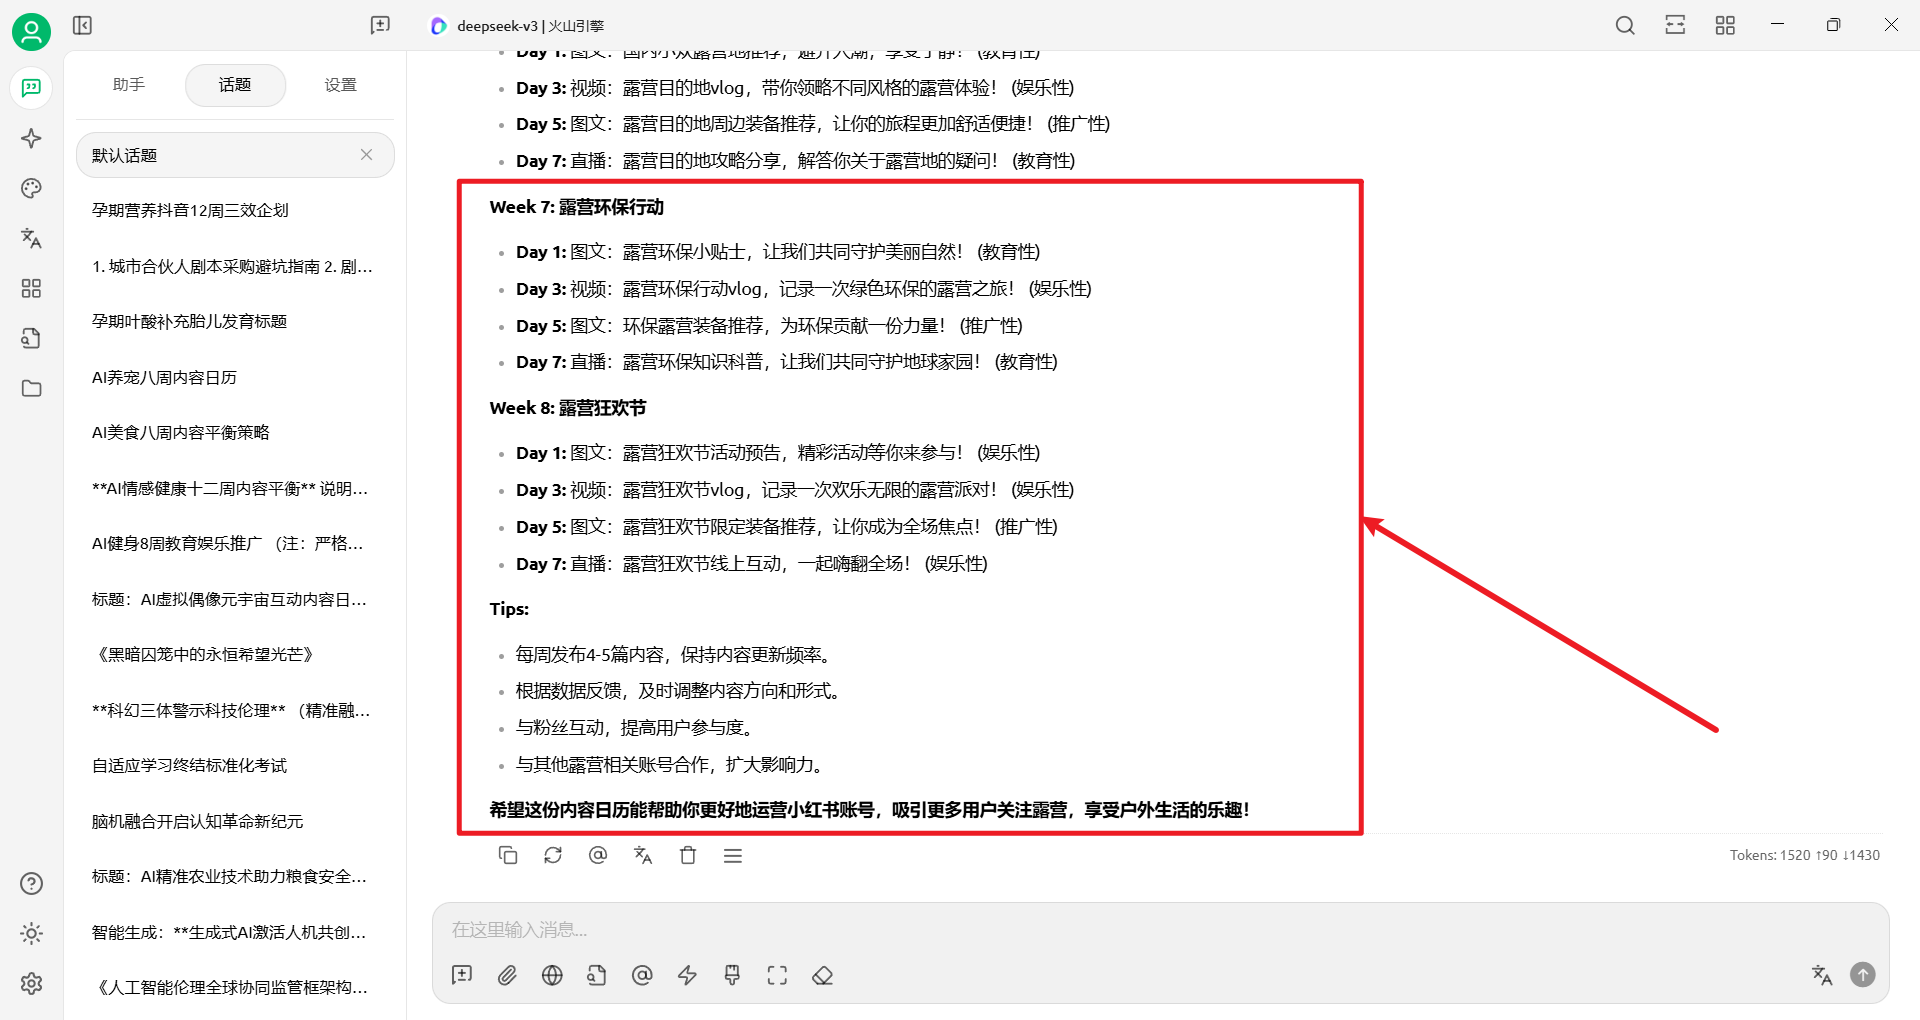 deepseek-v3 | 火山引擎
助手
话题
设置
默认话题
孕期营养抖音12周三效企划
1. 城市合伙人剧本采购避坑指南 2. 剧...
孕期叶酸补充胎儿发育标题
AI养宠八周内容日历
AI美食八周内容平衡策略
**AI情感健康十二周内容平衡** 说明...
AI健身8周教育娱乐推广 （注：严格...
标题：AI虚拟偶像元宇宙互动内容日...
《黑暗囚笼中的永恒希望光芒》
**科幻三体警示科技伦理** （精准融...
自适应学习终结标准化考试
脑机融合开启认知革命新纪元
标题：AI精准农业技术助力粮食安全...
智能生成：**生成式AI激活人机共创...
《人工智能伦理全球协同监管框架构...
Day 1: 图文：国内小众露营地推荐，避开人潮，享受宁静！ (教育性)
Day 3: 视频：露营目的地vlog，带你领略不同风格的露营体验！ (娱乐性)
Day 5: 图文：露营目的地周边装备推荐，让你的旅程更加舒适便捷！ (推广性)
Day 7: 直播：露营目的地攻略分享，解答你关于露营地的疑问！ (教育性)
Week 7: 露营环保行动
Day 1: 图文：露营环保小贴士，让我们共同守护美丽自然！ (教育性)
Day 3: 视频：露营环保行动vlog，记录一次绿色环保的露营之旅！ (娱乐性)
Day 5: 图文：环保露营装备推荐，为环保贡献一份力量！ (推广性)
Day 7: 直播：露营环保知识科普，让我们共同守护地球家园！ (教育性)
Week 8: 露营狂欢节
Day 1: 图文：露营狂欢节活动预告，精彩活动等你来参与！ (娱乐性)
Day 3: 视频：露营狂欢节vlog，记录一次欢乐无限的露营派对！ (娱乐性)
Day 5: 图文：露营狂欢节限定装备推荐，让你成为全场焦点！ (推广性)
Day 7: 直播：露营狂欢节线上互动，一起嗨翻全场！ (娱乐性)
Tips:
每周发布4-5篇内容，保持内容更新频率。
根据数据反馈，及时调整内容方向和形式。
与粉丝互动，提高用户参与度。
与其他露营相关账号合作，扩大影响力。
希望这份内容日历能帮助你更好地运营小红书账号，吸引更多用户关注露营，享受户外生活的乐趣！
Tokens: 1520 ↑90 ↓1430
在这里输入消息...